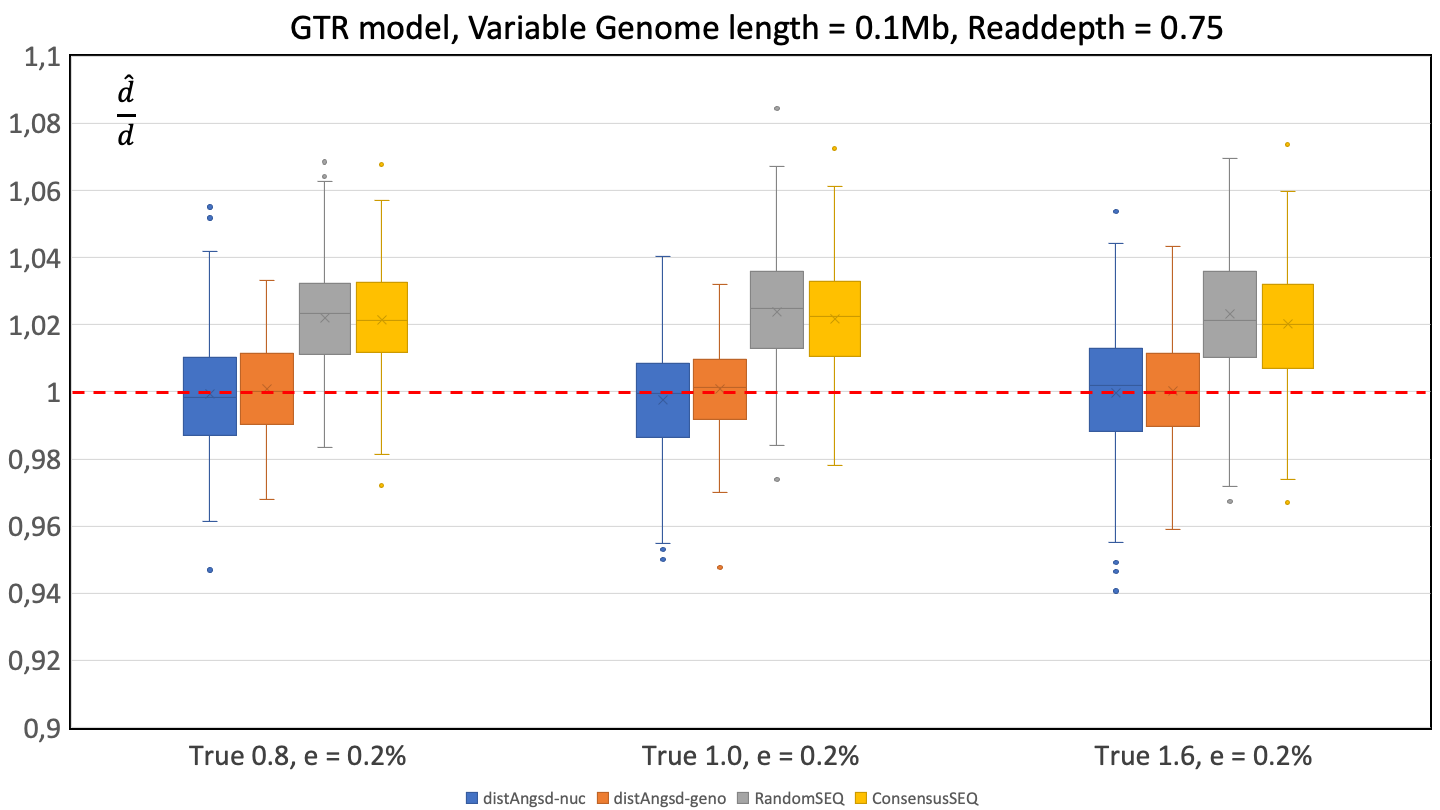 GTR model, Variable Genome length = 0.1Mb, Readdepth = 0.75
1,1
d̂
d
1,08
1,06
1,04
1,02
1
0,98
0,96
0,94
0,92
0,9
True 0.8, e = 0.2% True 1.0, e = 0.2% True 1.6, e = 0.2%
distAngsd-nuc distAngsd-geno RandomSEQ ConsensusSEQ